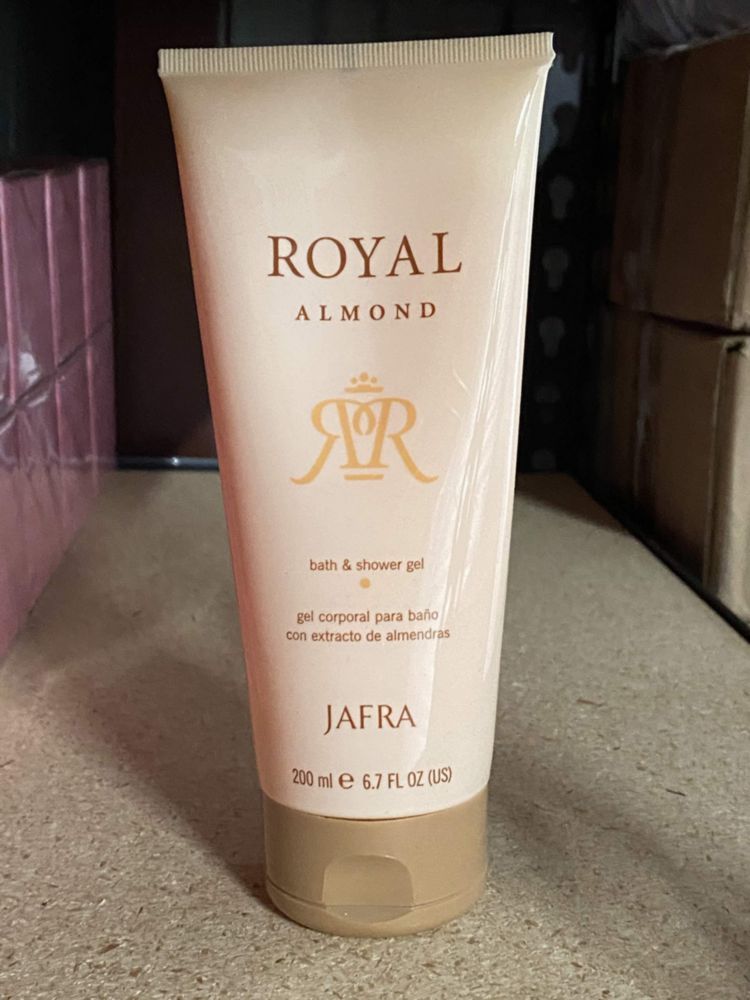 ROYAL
ALMOND
bath & shower gel
gel corporal para baño
con extracto de almendras
JAFRA
200 ml ℮ 6.7 FL OZ (US)